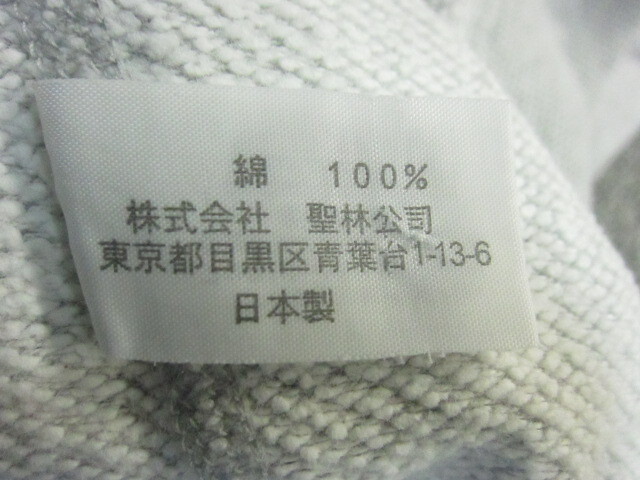 綿 100%
株式会社 聖林公司
東京都目黒区青葉台1-13-6
日本製